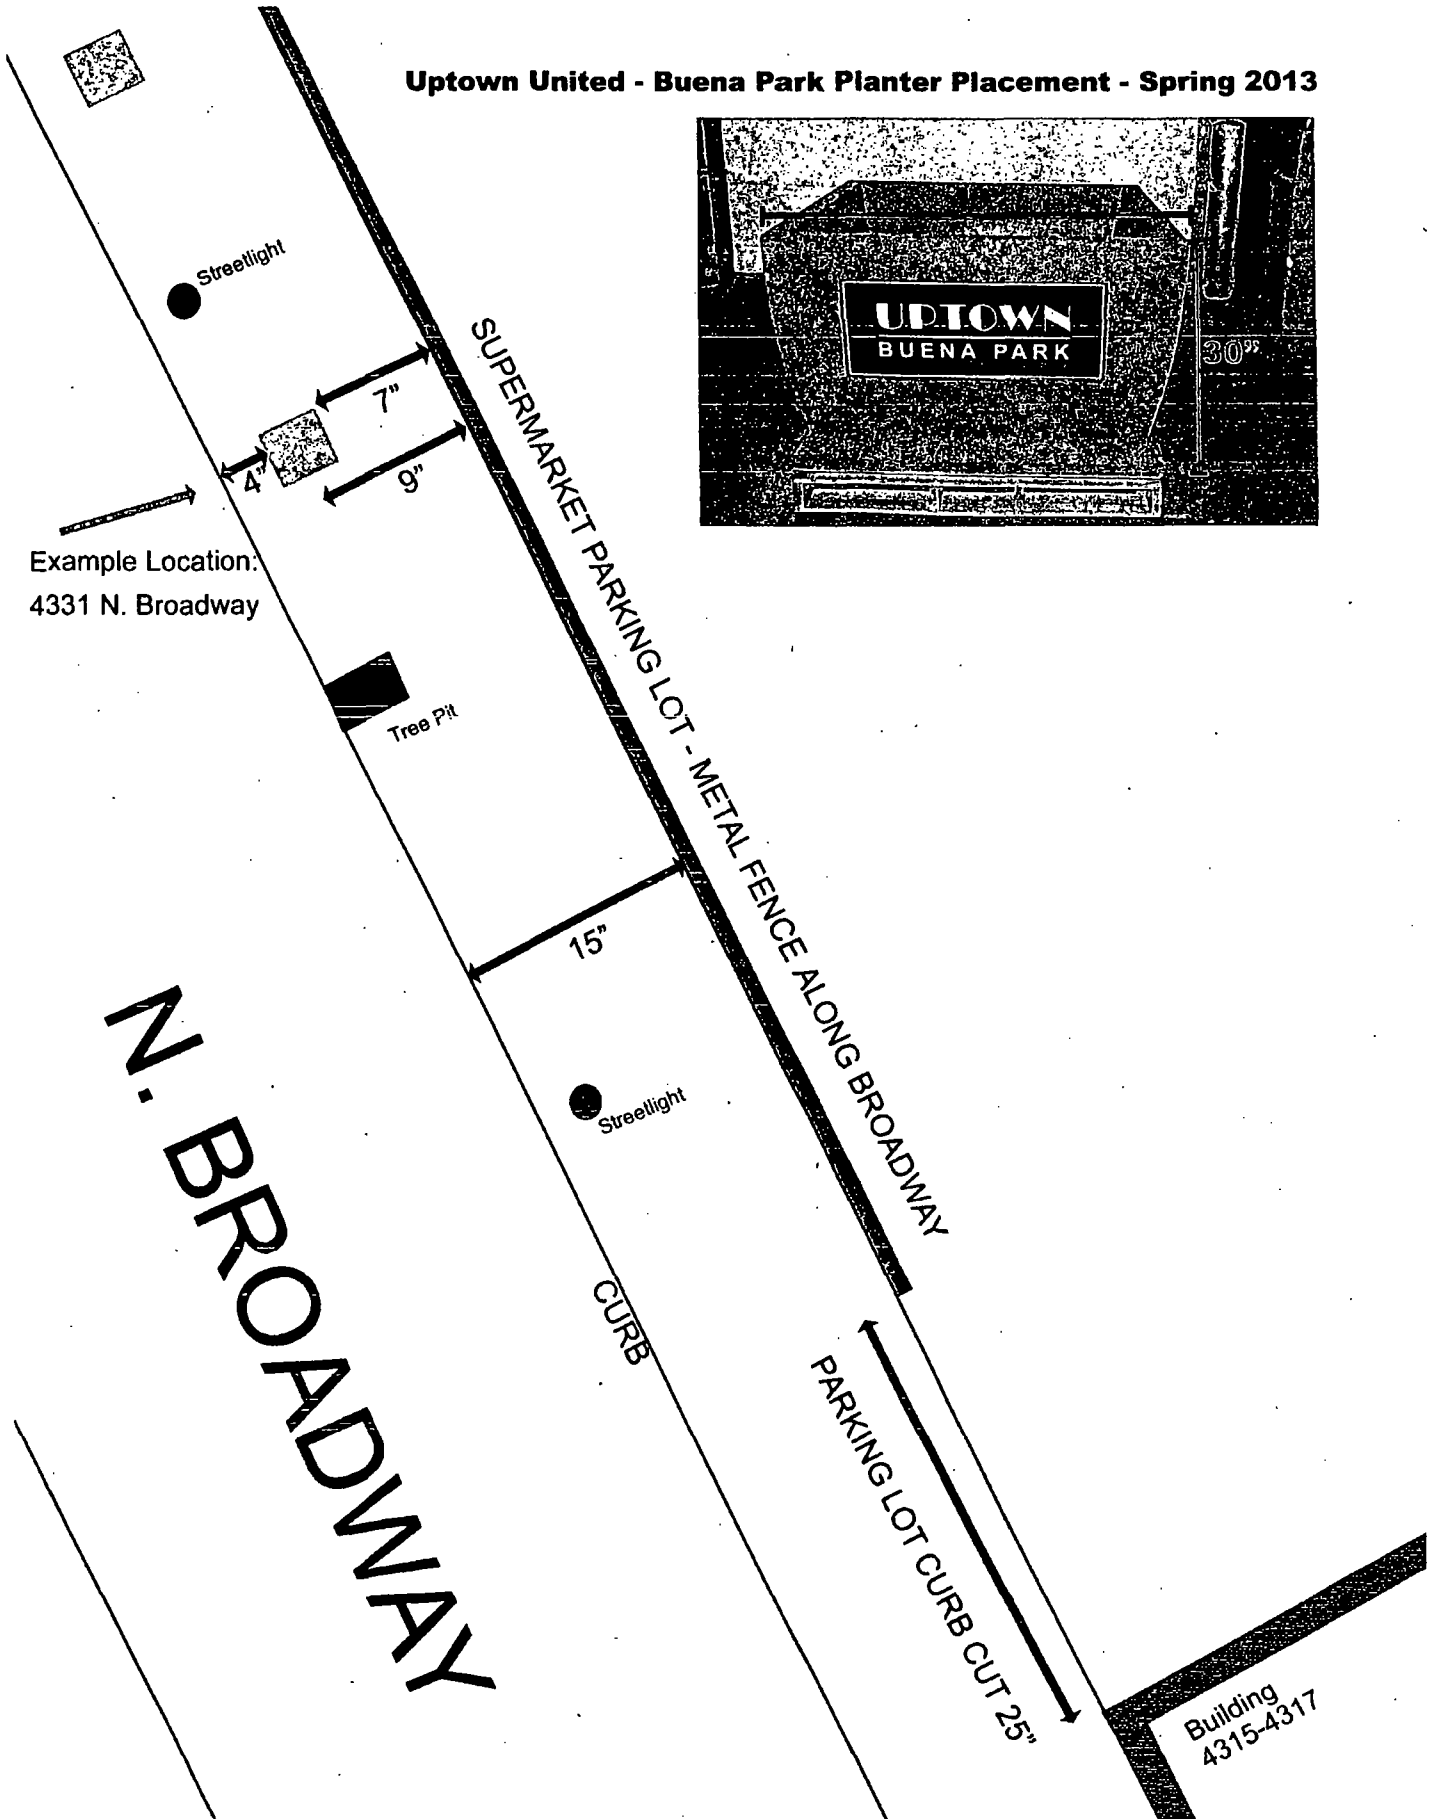 Uptown United - Buena Park Planter Placement - Spring 2013
UPTOWN
BUENA PARK
30"
Streetlight
7"
4"
9"
Example Location:
4331 N. Broadway
SUPERMARKET PARKING LOT - METAL FENCE ALONG BROADWAY
Tree Pit
15"
N. BROADWAY
Streetlight
CURB
PARKING LOT CURB CUT 25"
Building
4315-4317